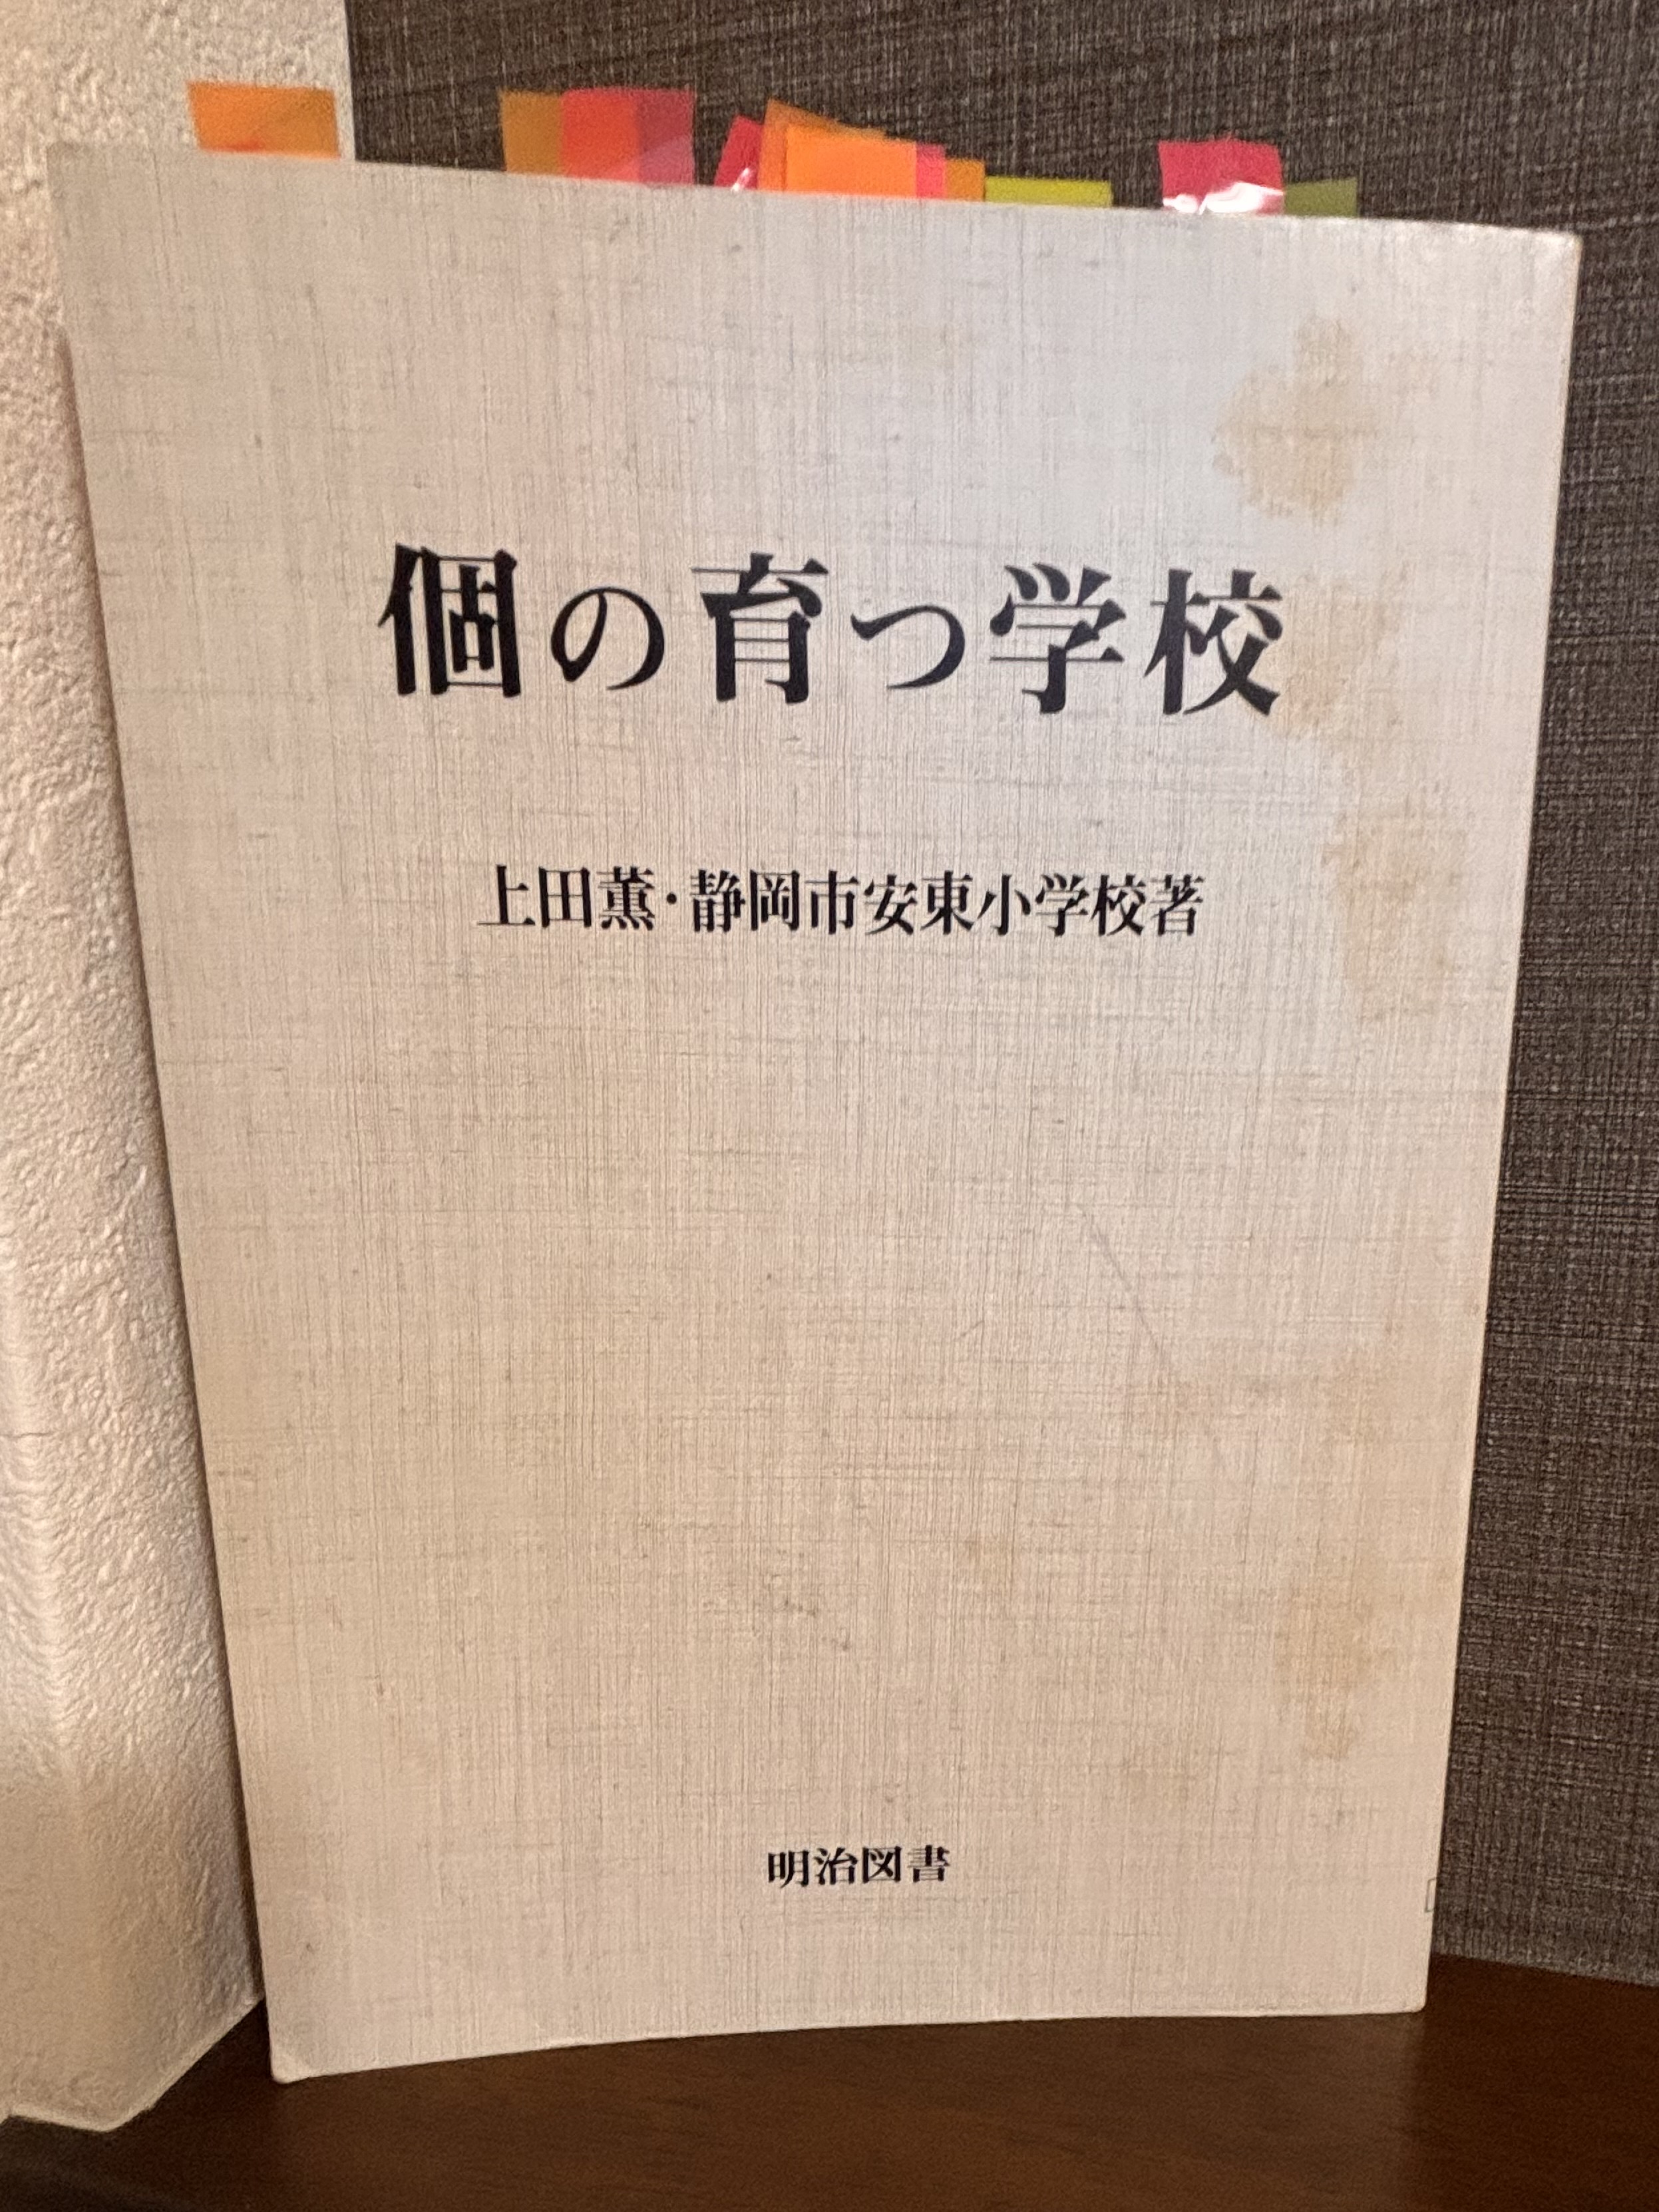 個の育つ学校
上田薫・静岡市安東小学校著
明治図書